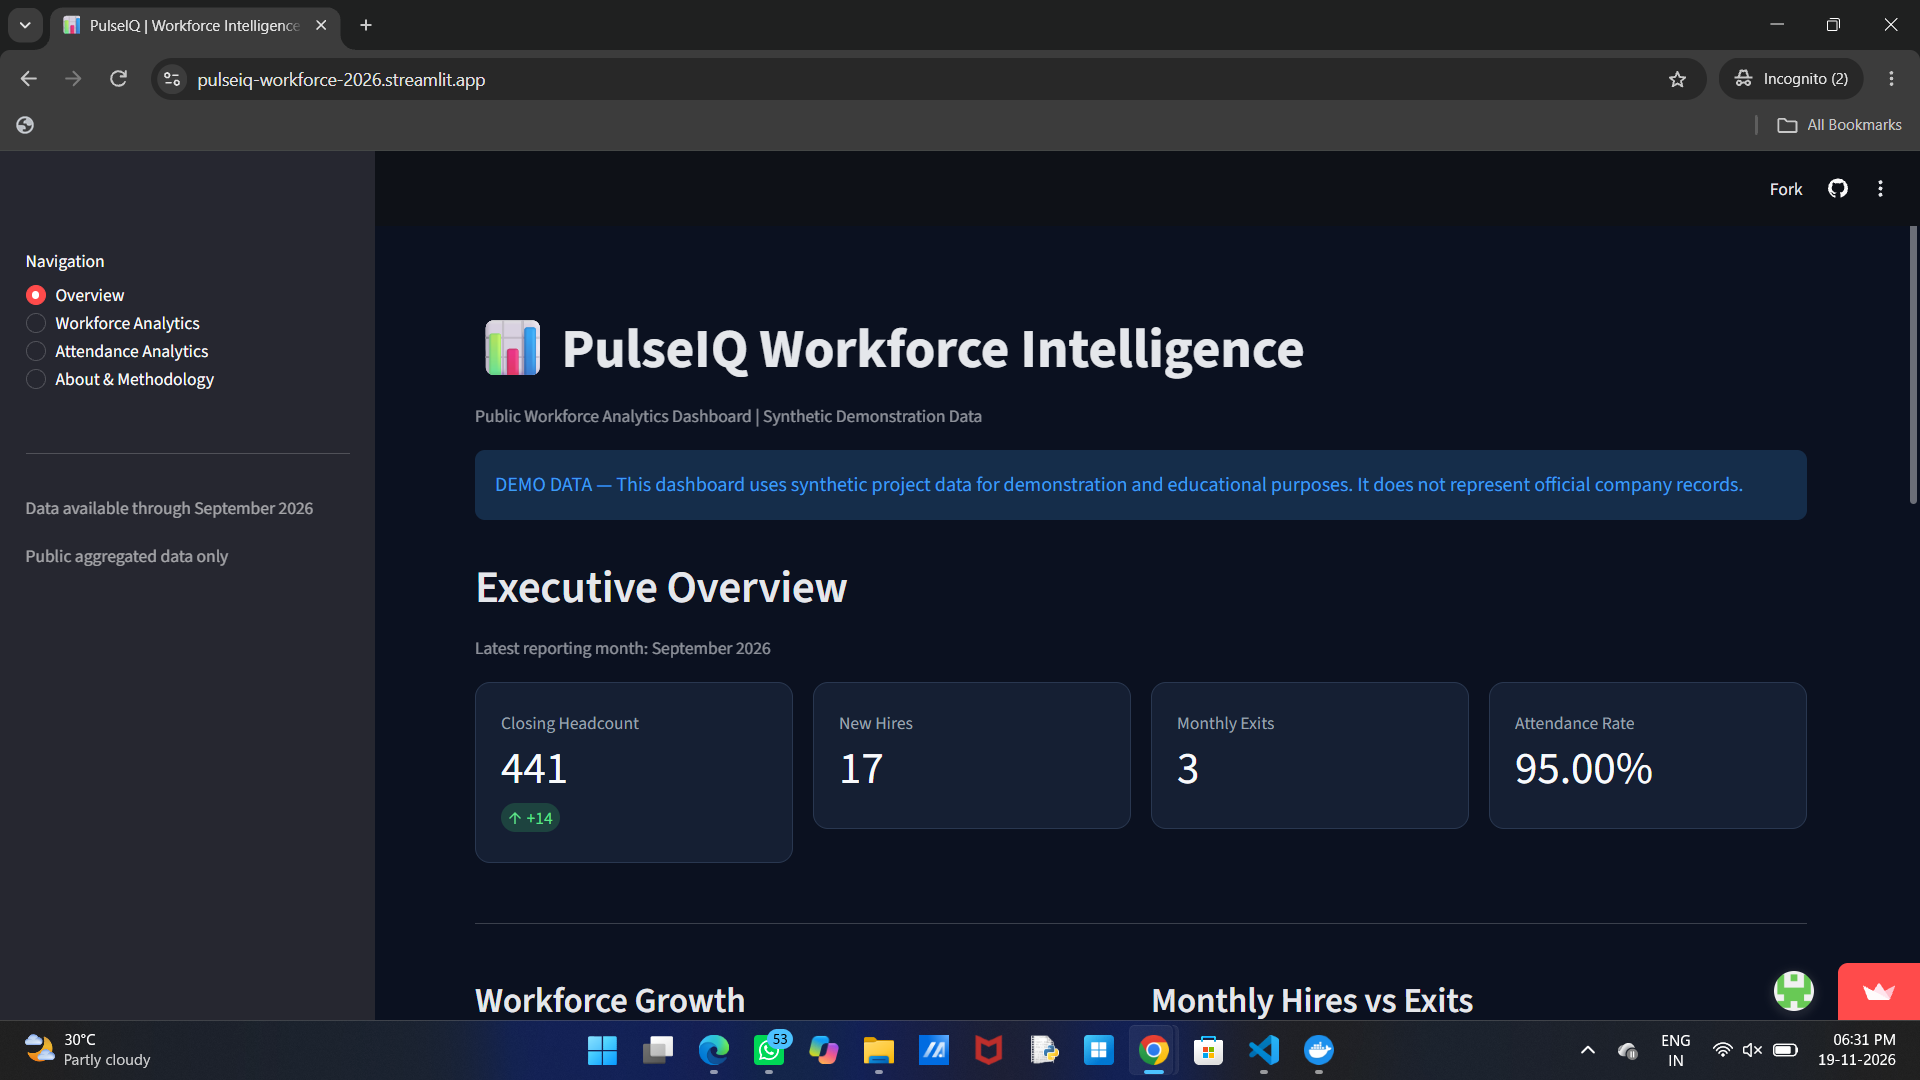 PulseIQ | Workforce Intelligence
pulseiq-workforce-2026.streamlit.app
Incognito (2)
All Bookmarks
Fork
Navigation
Overview
Workforce Analytics
Attendance Analytics
About & Methodology
Data available through September 2026
Public aggregated data only
PulseIQ Workforce Intelligence
Public Workforce Analytics Dashboard | Synthetic Demonstration Data
DEMO DATA — This dashboard uses synthetic project data for demonstration and educational purposes. It does not represent official company records.
Executive Overview
Latest reporting month: September 2026
Closing Headcount
441
↑ +14
New Hires
17
Monthly Exits
3
Attendance Rate
95.00%
Workforce Growth
Monthly Hires vs Exits
30°C
Partly cloudy
53
ENG
IN
06:31 PM
19-11-2026